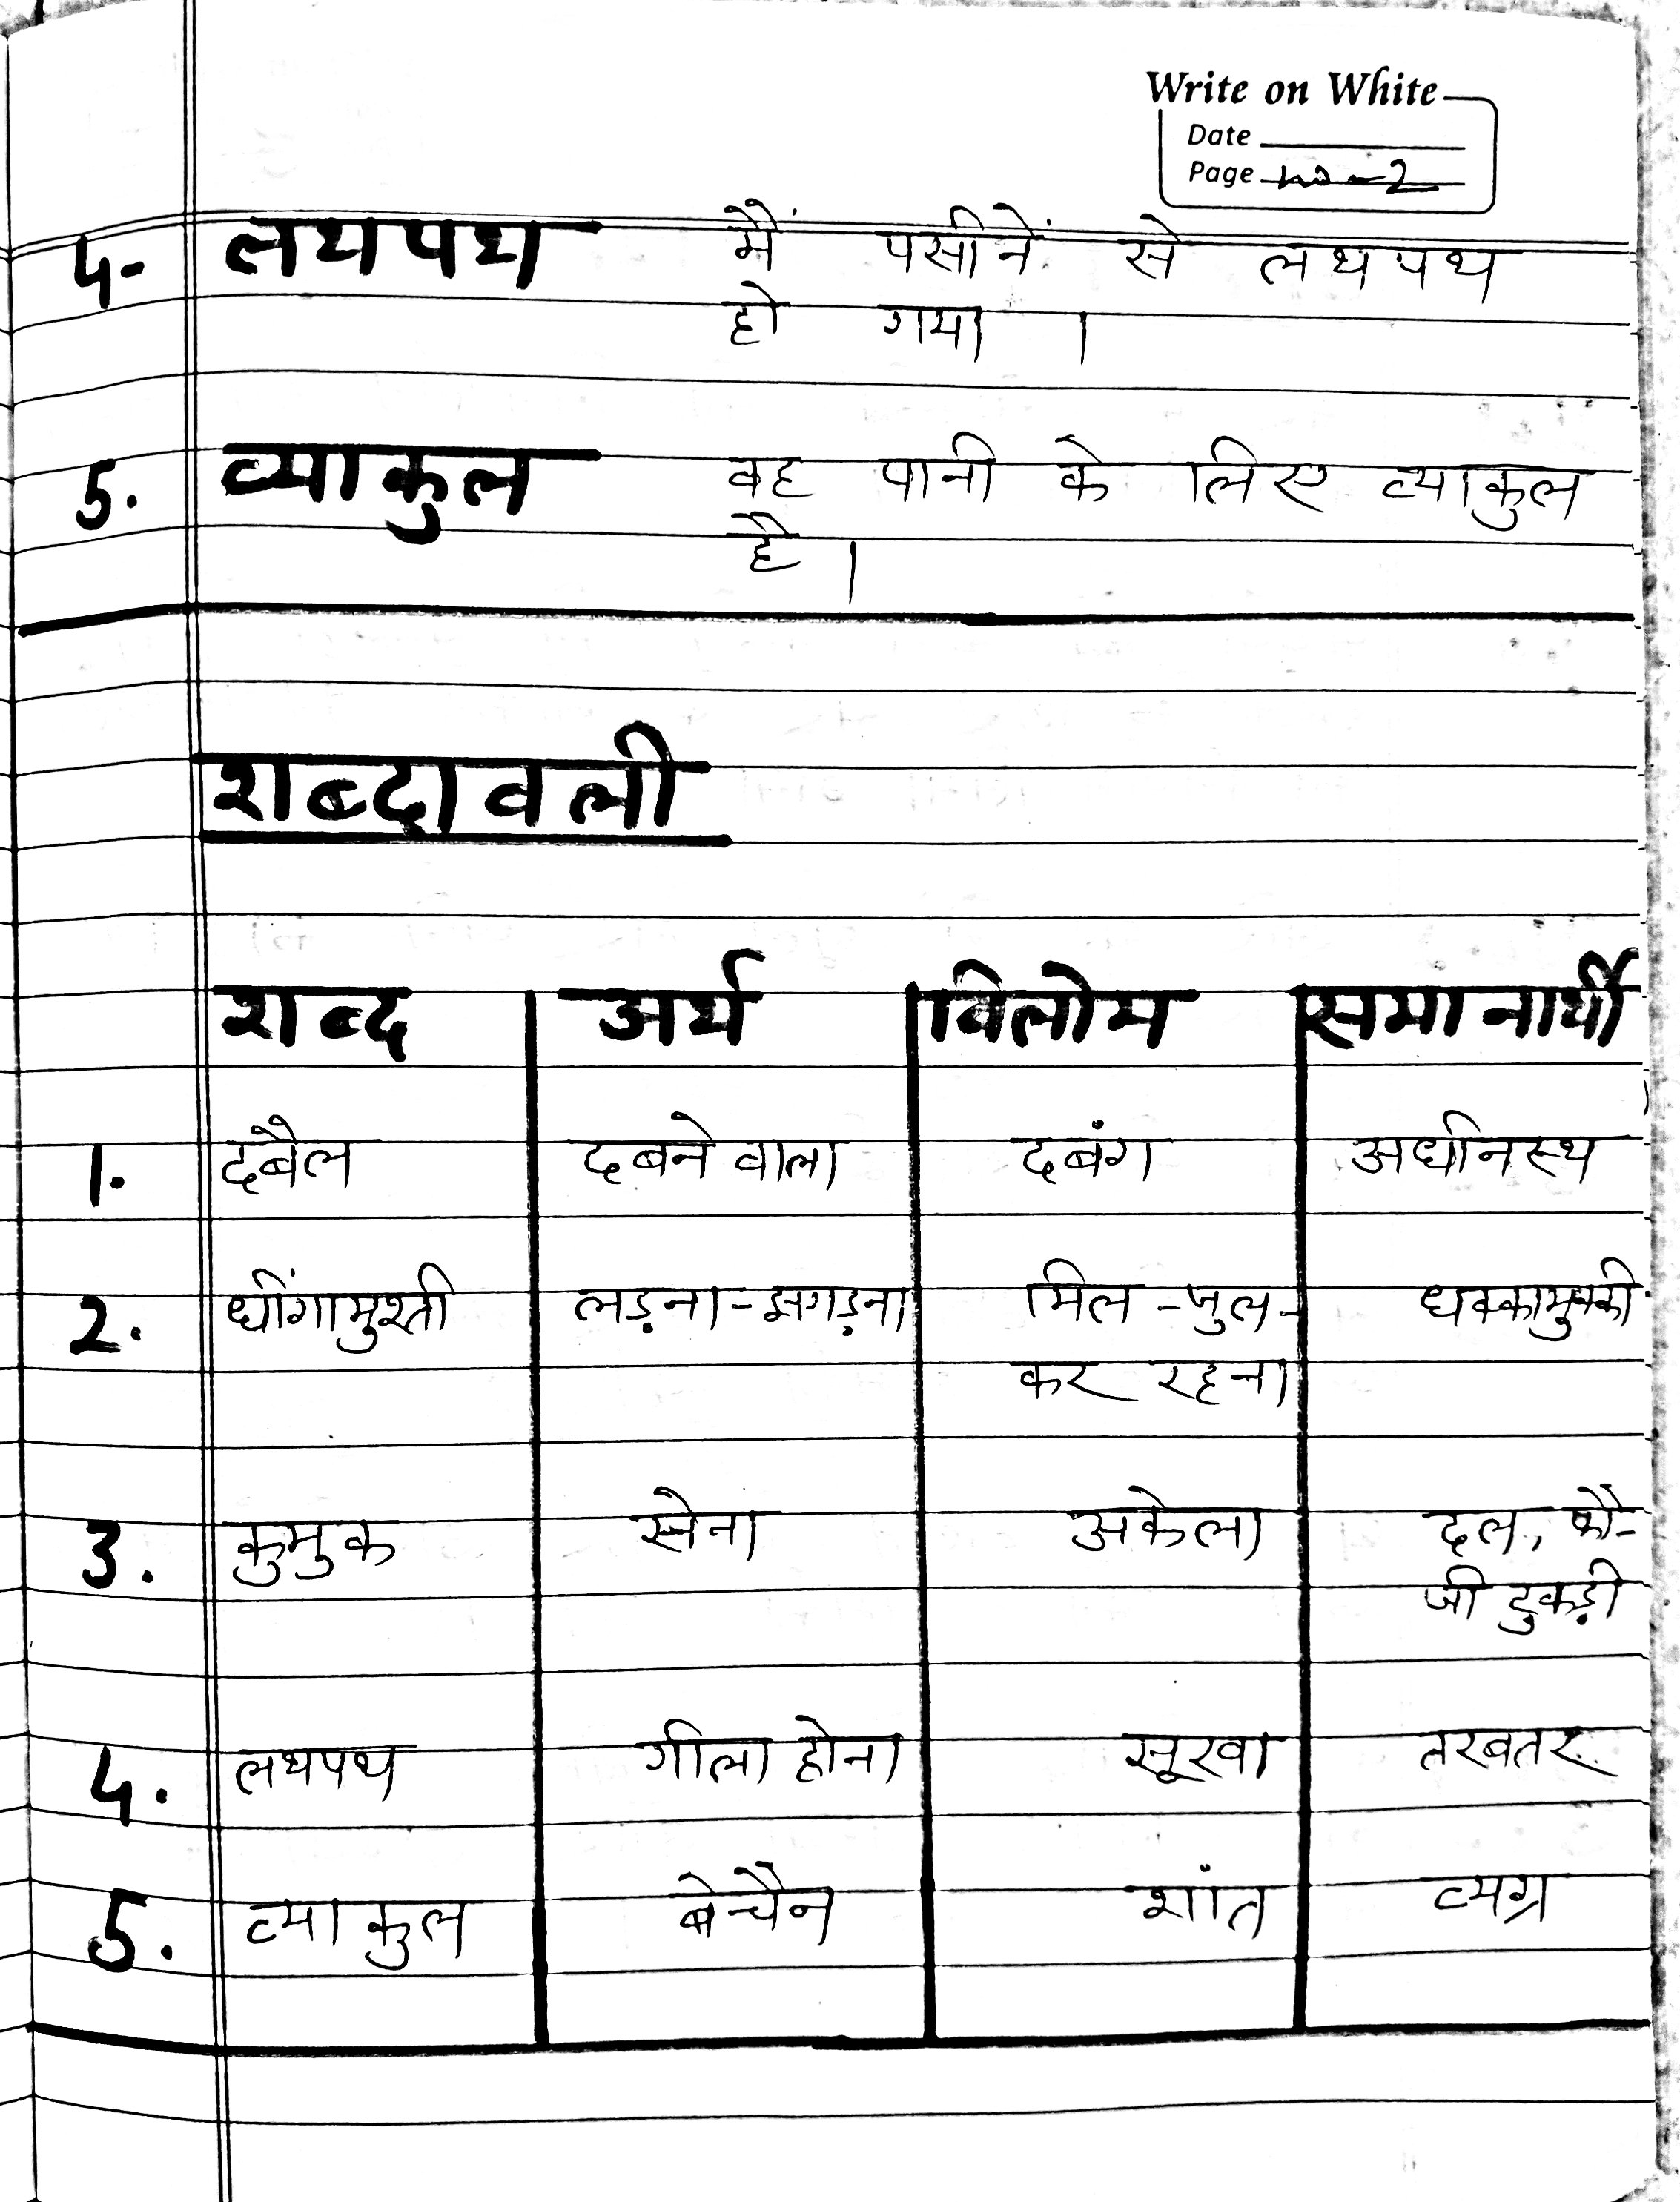 Write on White
Date
Page no-2
4- लथपथ मैं पसीनें से लथपथ
हो गया ।
5. व्याकुल वह पानी के लिए व्याकुल
है ।
शब्दावली
शब्द अर्थ विलोम समानार्थी
1. दबैल दबने वाला दबंग अधीनस्थ
2. धींगामुश्ती लड़ना-झगड़ना मिल-जुल- धक्कामुक्की
कर रहना
3. कुमुक सेना अकेला दल, फौ-
जी टुकड़ी
4. लथपथ गीला होना सूखा तरबतर
5. व्याकुल बेचैन शांत व्यग्र